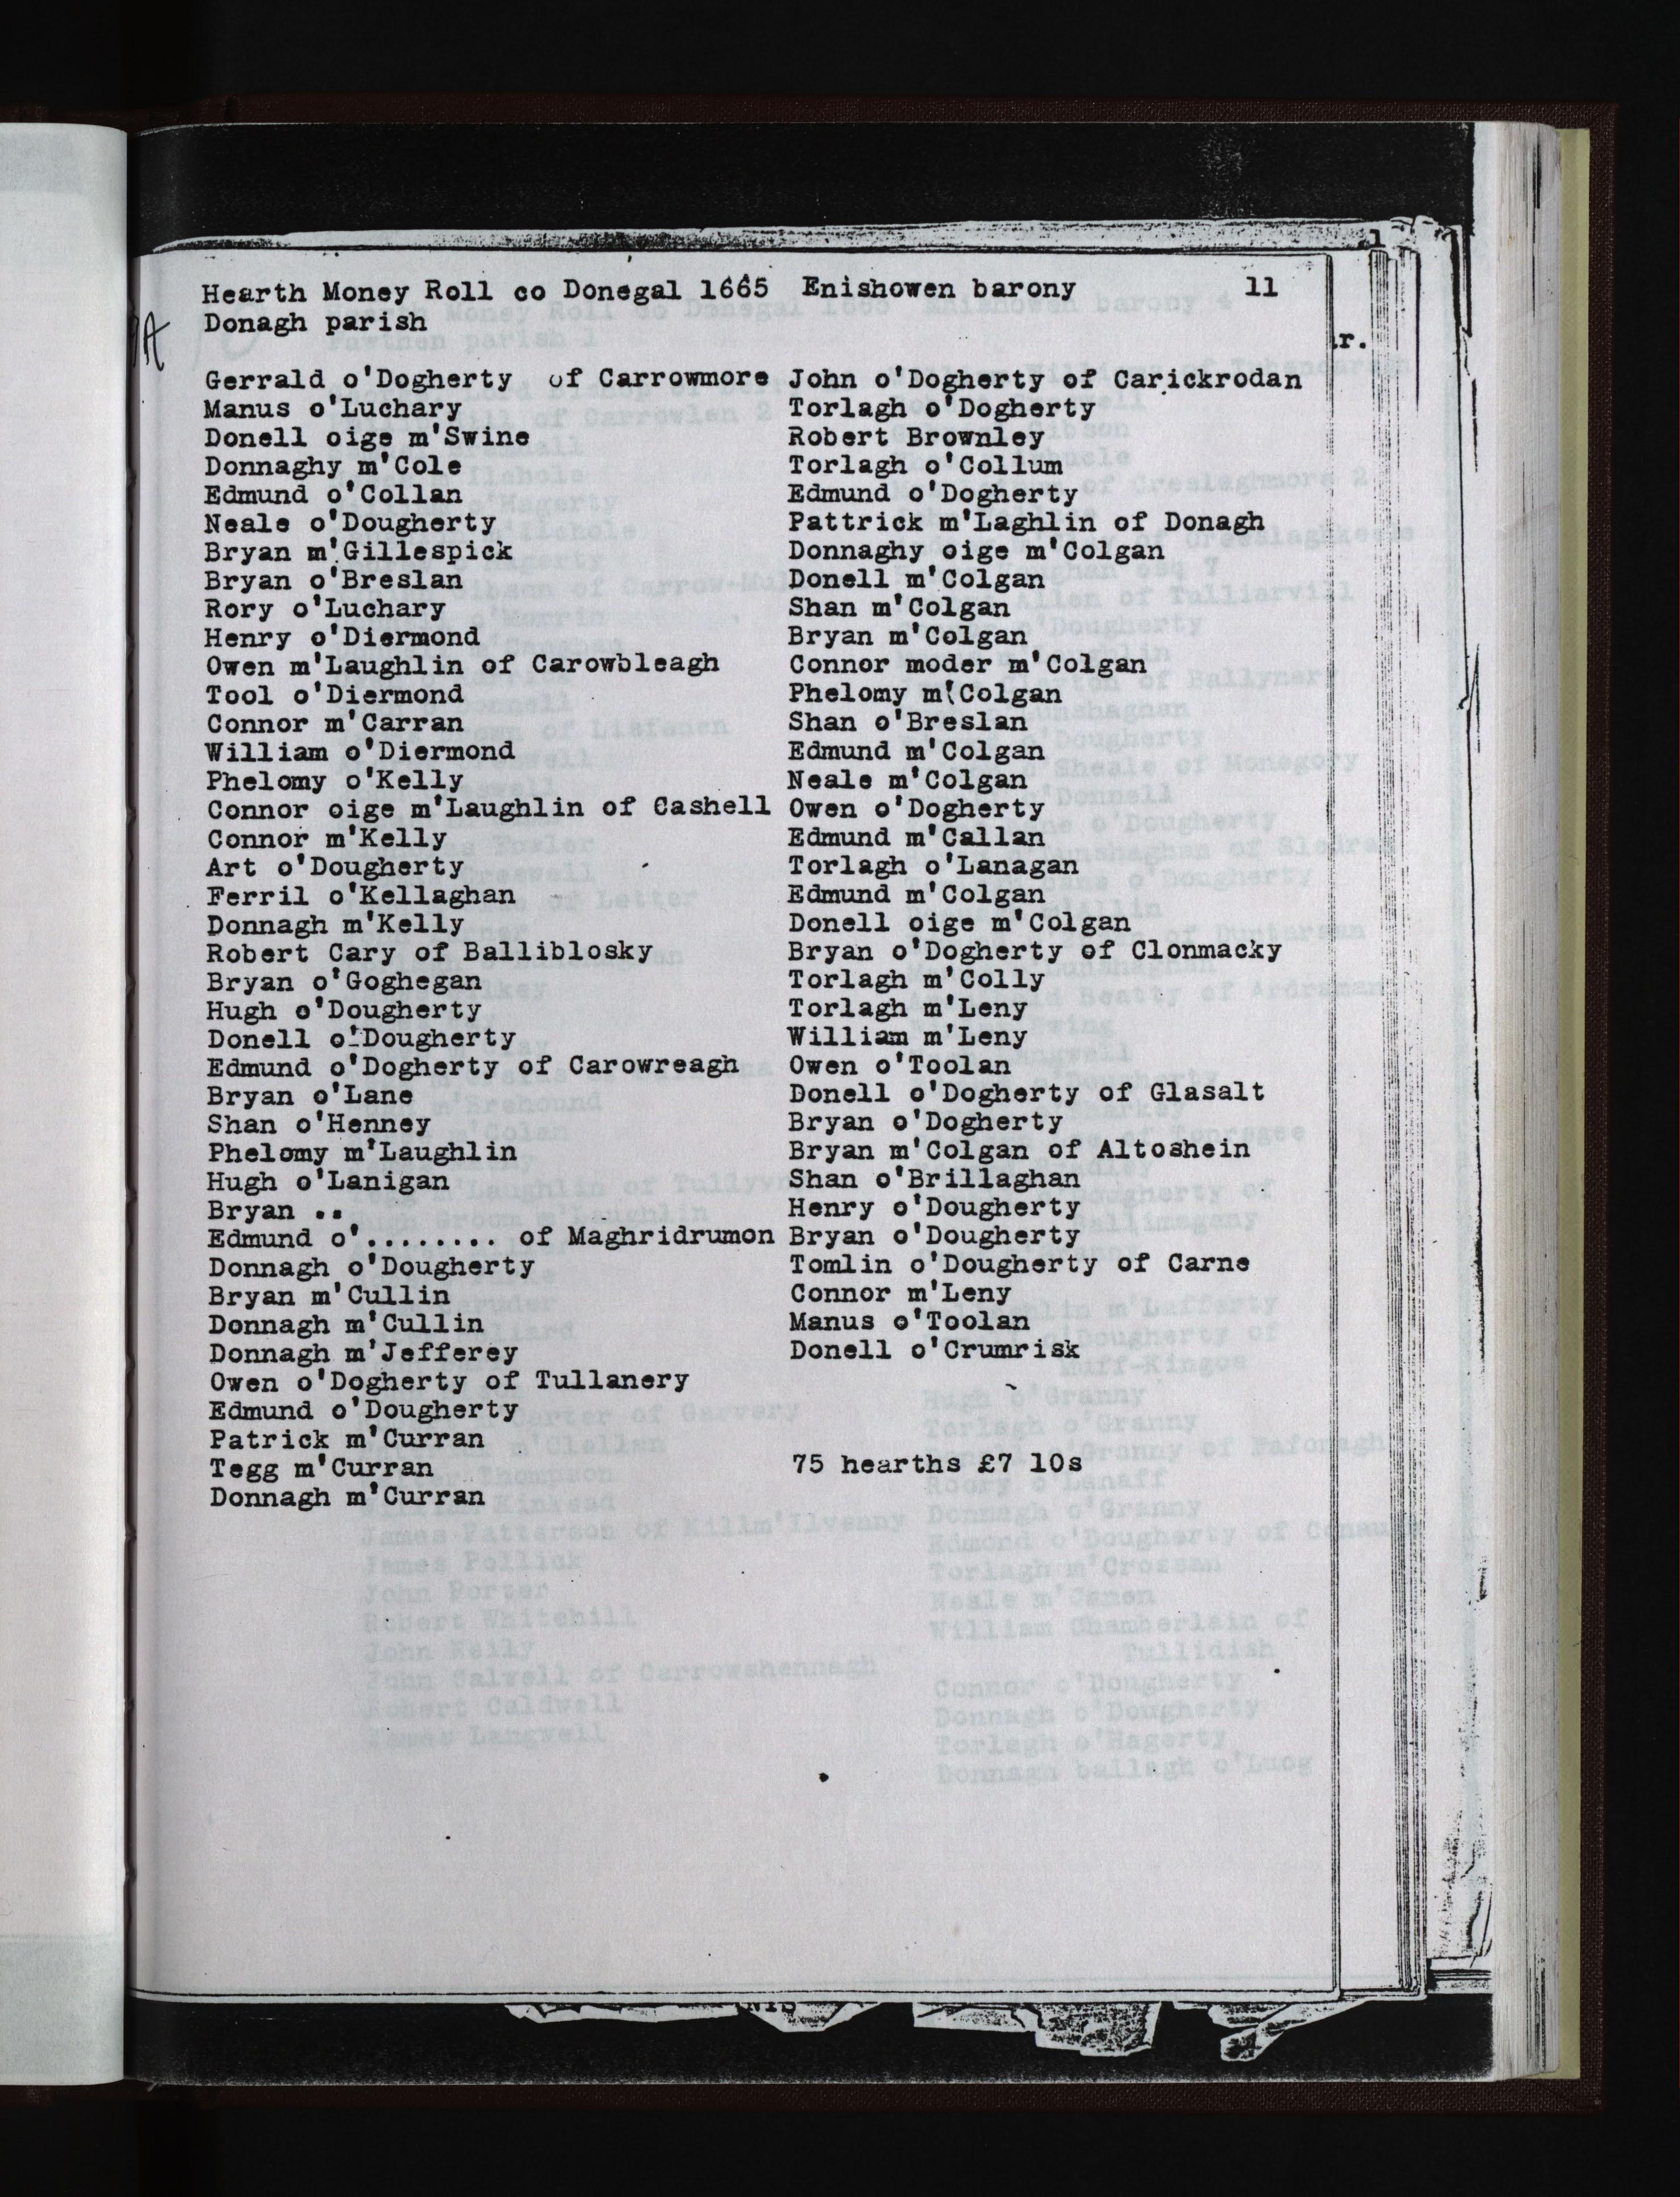 Hearth Money Roll co Donegal 1665 Enishowen barony 11
Donagh parish
Gerrald o'Dogherty of Carrowmore
Manus o'Luchary
Donell oige m'Swine
Donnaghy m'Cole
Edmund o'Collan
Neale o'Dougherty
Bryan m'Gillespick
Bryan o'Breslan
Rory o'Luchary
Henry o'Diermond
Owen m'Laughlin of Carowbleagh
Tool o'Diermond
Connor m'Carran
William o'Diermond
Phelomy o'Kelly
Connor oige m'Laughlin of Cashell
Connor m'Kelly
Art o'Dougherty
Ferril o'Kellaghan
Donnagh m'Kelly
Robert Cary of Balliblosky
Bryan o'Goghegan
Hugh o'Dougherty
Donell o'Dougherty
Edmund o'Dogherty of Carowreagh
Bryan o'Lane
Shan o'Henney
Phelomy m'Laughlin
Hugh o'Lanigan
Bryan ..
Edmund o'........ of Maghridrumon
Donnagh o'Dougherty
Bryan m'Cullin
Donnagh m'Cullin
Donnagh m'Jefferey
Owen o'Dogherty of Tullanery
Edmund o'Dougherty
Patrick m'Curran
Tegg m'Curran
Donnagh m'Curran
John o'Dogherty of Carickrodan
Torlagh o'Dogherty
Robert Brownley
Torlagh o'Collum
Edmund o'Dogherty
Pattrick m'Laghlin of Donagh
Donnaghy oige m'Colgan
Donell m'Colgan
Shan m'Colgan
Bryan m'Colgan
Connor moder m'Colgan
Phelomy m'Colgan
Shan o'Breslan
Edmund m'Colgan
Neale m'Colgan
Owen o'Dogherty
Edmund m'Callan
Torlagh o'Lanagan
Edmund m'Colgan
Donell oige m'Colgan
Bryan o'Dogherty of Clonmacky
Torlagh m'Colly
Torlagh m'Leny
William m'Leny
Owen o'Toolan
Donell o'Dogherty of Glasalt
Bryan o'Dogherty
Bryan m'Colgan of Altoshein
Shan o'Brillaghan
Henry o'Dougherty
Bryan o'Dougherty
Tomlin o'Dougherty of Carne
Connor m'Leny
Manus o'Toolan
Donell o'Crumrisk
75 hearths £7 10s